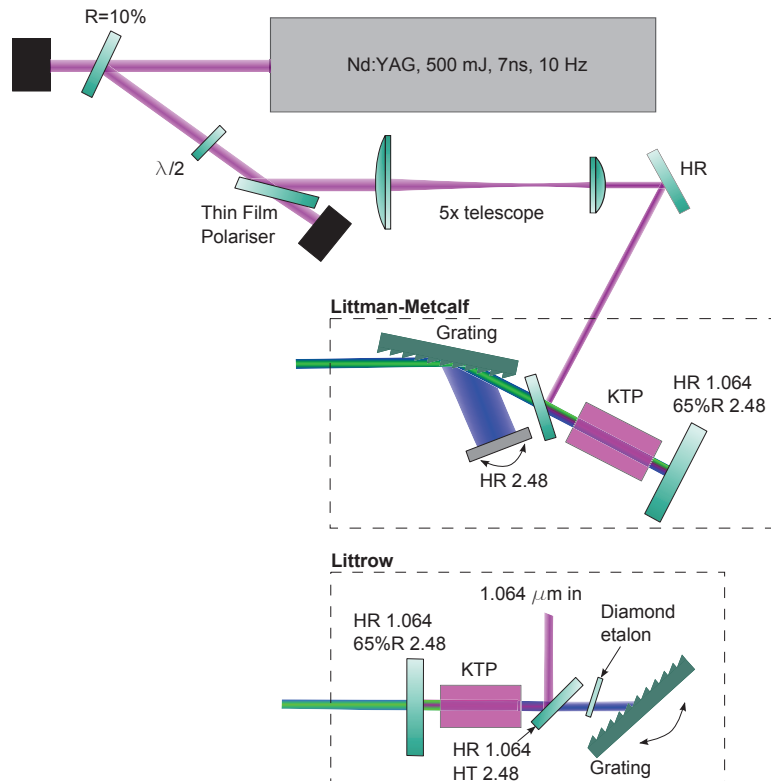 R=10%
Nd:YAG, 500 mJ, 7ns, 10 Hz
λ/2
Thin Film
Polariser
5x telescope
HR
Littman-Metcalf
Grating
KTP
HR 1.064
65%R 2.48
HR 2.48
Littrow
1.064 μm in
Diamond
etalon
HR 1.064
65%R 2.48
KTP
HR 1.064
HT 2.48
Grating